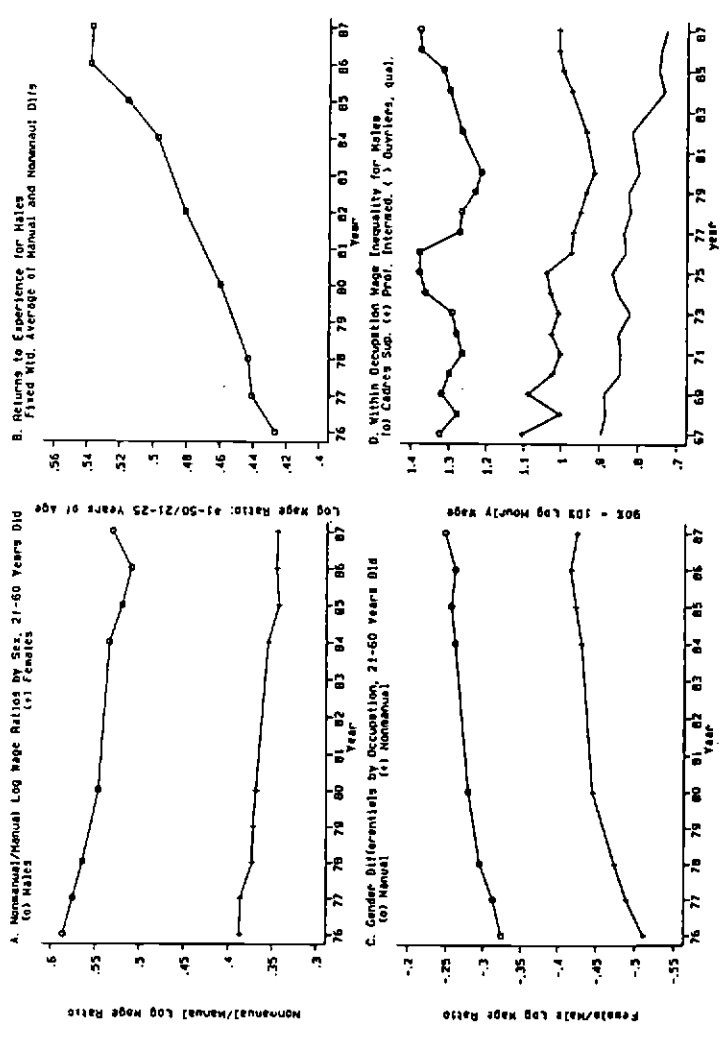 A. Nonmanual/Manual Log Wage Ratios by Sex, 21-60 Years Old
(o) Males (+) Females
Nonmanual/Manual Log Wage Ratio
.6
.55
.5
.45
.4
.35
.3
76 77 78 79 80 81 82 83 84 85 86 87
Year
B. Returns to Experience for Males
Fixed Wtd. Average of Manual and Nonmanual Difs
Log Wage Ratio: 41-50/21-25 Years of Age
.56
.54
.52
.5
.48
.46
.44
.42
.4
76 77 78 79 80 81 82 83 84 85 86 87
Year
C. Gender Differentials by Occupation, 21-60 Years Old
(o) Manual (+) Nonmanual
Female/Male Log Wage Ratio
-.2
-.25
-.3
-.35
-.4
-.45
-.5
-.55
76 77 78 79 80 81 82 83 84 85 86 87
Year
D. Within Occupation Wage Inequality for Males
(o) Cadres Sup. (+) Prof. Intermed. ( ) Ouvriers, qual.
90% - 10% Log Hourly Wage
1.4
1.3
1.2
1.1
1
.9
.8
.7
67 69 71 73 75 77 79 81 83 85 87
year